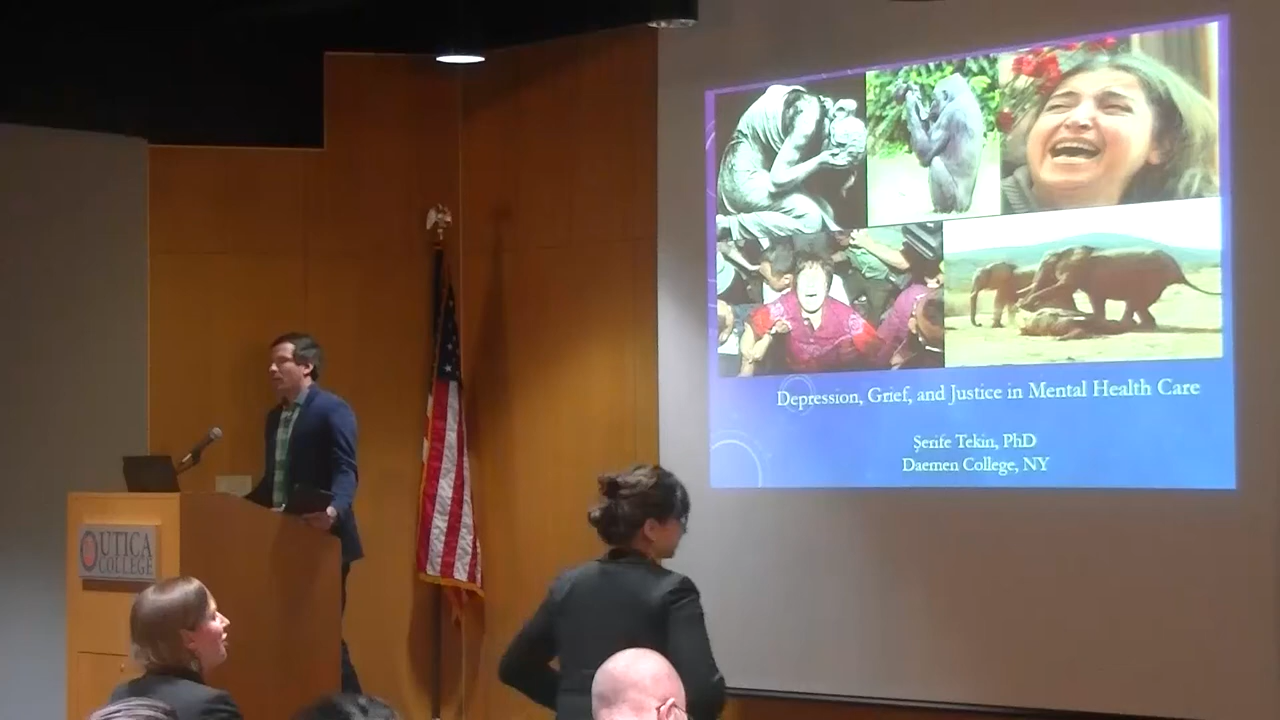 UTICA
COLLEGE
Depression, Grief, and Justice in Mental Health Care
Şerife Tekin, PhD
Daemen College, NY